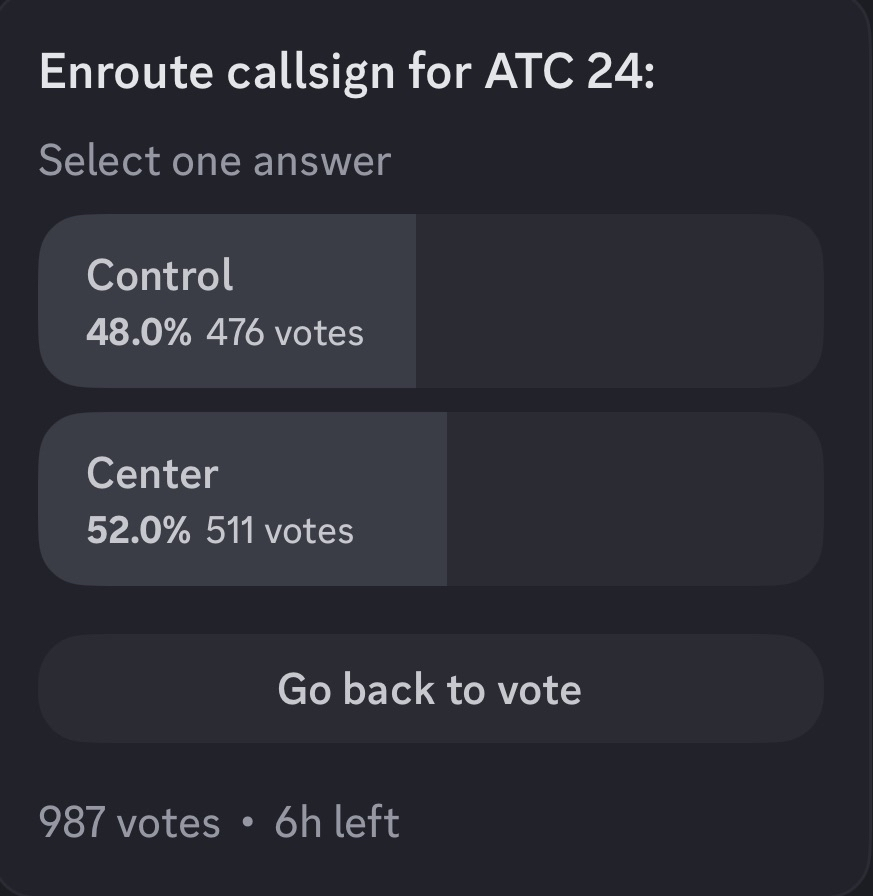 Enroute callsign for ATC 24:
Select one answer
Control
48.0% 476 votes
Center
52.0% 511 votes
Go back to vote
987 votes • 6h left